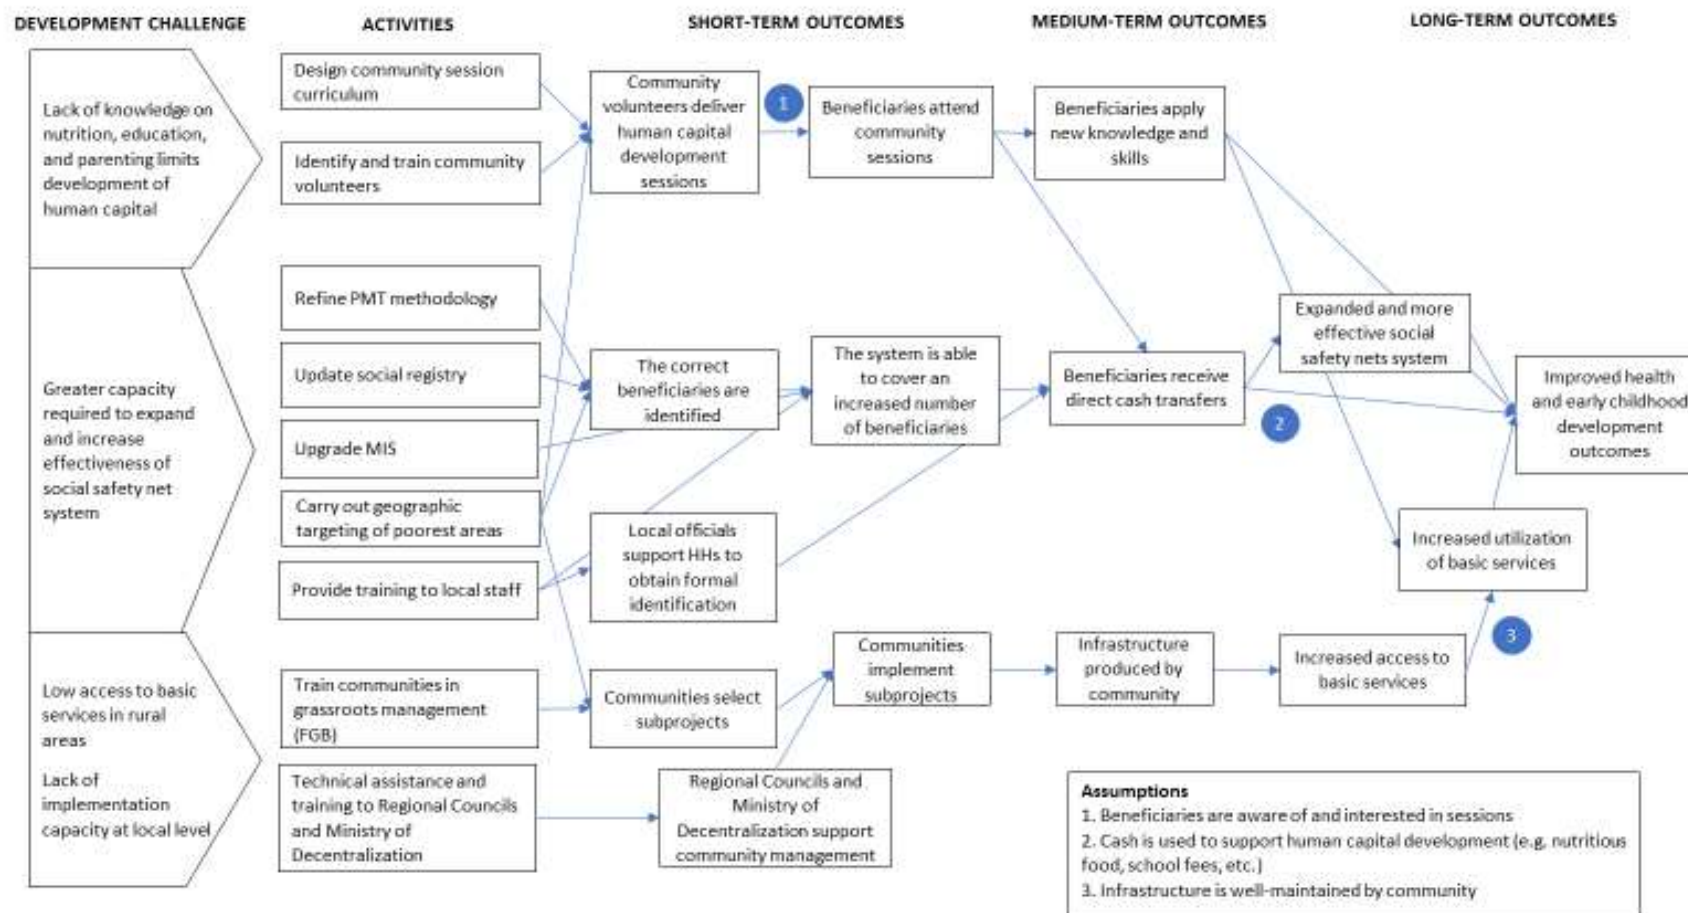 DEVELOPMENT CHALLENGE
ACTIVITIES
SHORT-TERM OUTCOMES
MEDIUM-TERM OUTCOMES
LONG-TERM OUTCOMES
Lack of knowledge on
nutrition, education,
and parenting limits
development of
human capital
Design community session
curriculum
Identify and train community
volunteers
Community
volunteers deliver
human capital
development
sessions
1
Beneficiaries attend
community
sessions
Beneficiaries apply
new knowledge and
skills
Greater capacity
required to expand
and increase
effectiveness of
social safety net
system
Refine PMT methodology
Update social registry
Upgrade MIS
Carry out geographic
targeting of poorest areas
Provide training to local staff
The correct
beneficiaries are
identified
The system is able
to cover an
increased number
of beneficiaries
Local officials
support HHs to
obtain formal
identification
Beneficiaries receive
direct cash transfers
2
Expanded and more
effective social
safety nets system
Improved health
and early childhood
development
outcomes
Increased utilization
of basic services
3
Low access to basic
services in rural
areas
Lack of
implementation
capacity at local level
Train communities in
grassroots management
(FGB)
Technical assistance and
training to Regional Councils
and Ministry of
Decentralization
Communities select
subprojects
Regional Councils and
Ministry of
Decentralization support
community management
Communities
implement
subprojects
Infrastructure
produced by
community
Increased access to
basic services
Assumptions
1. Beneficiaries are aware of and interested in sessions
2. Cash is used to support human capital development (e.g. nutritious
food, school fees, etc.)
3. Infrastructure is well-maintained by community